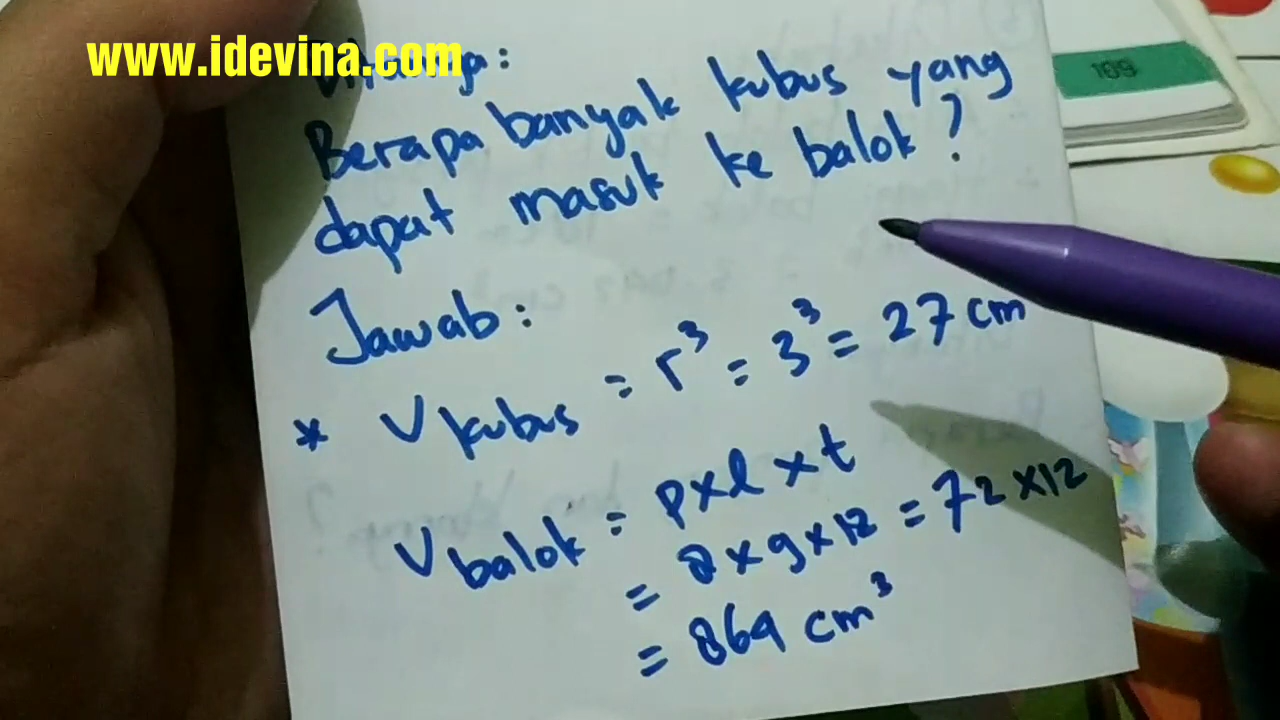 www.idevina.com
Berapa banyak kubus yang
dapat masuk ke balok?
Jawab:
* V kubus = r³ = 3³ = 27 cm
V balok = p x l x t
= 8 x 9 x 12 = 72 x 12
= 864 cm³
109